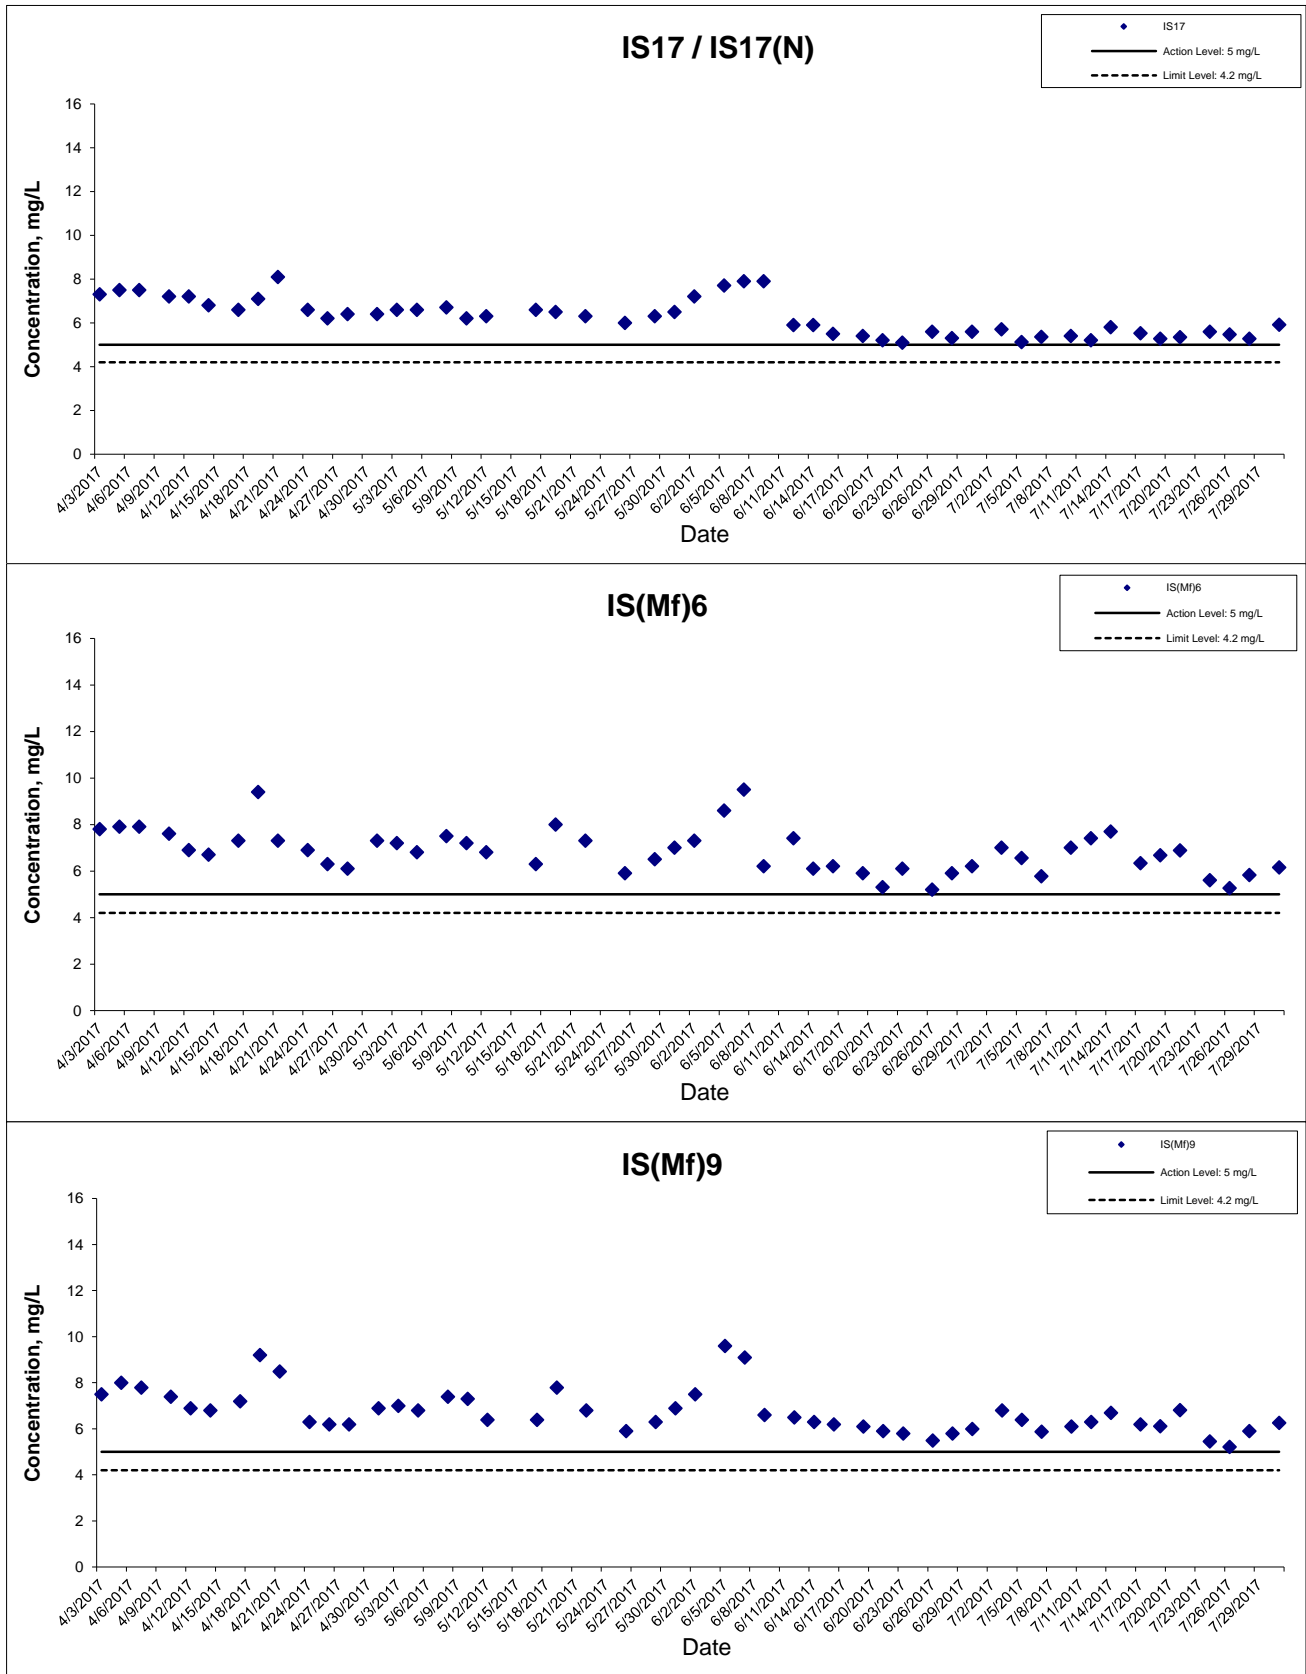 IS17 / IS17(N)
IS17
Action Level: 5 mg/L
Limit Level: 4.2 mg/L
Concentration, mg/L
16
14
12
10
8
6
4
2
0
4/3/2017 4/6/2017 4/9/2017 4/12/2017 4/15/2017 4/18/2017 4/21/2017 4/24/2017 4/27/2017 4/30/2017 5/3/2017 5/6/2017 5/9/2017 5/12/2017 5/15/2017 5/18/2017 5/21/2017 5/24/2017 5/27/2017 5/30/2017 6/2/2017 6/5/2017 6/8/2017 6/11/2017 6/14/2017 6/17/2017 6/20/2017 6/23/2017 6/26/2017 6/29/2017 7/2/2017 7/5/2017 7/8/2017 7/11/2017 7/14/2017 7/17/2017 7/20/2017 7/23/2017 7/26/2017 7/29/2017
Date
IS(Mf)6
IS(Mf)6
Action Level: 5 mg/L
Limit Level: 4.2 mg/L
Concentration, mg/L
16
14
12
10
8
6
4
2
0
4/3/2017 4/6/2017 4/9/2017 4/12/2017 4/15/2017 4/18/2017 4/21/2017 4/24/2017 4/27/2017 4/30/2017 5/3/2017 5/6/2017 5/9/2017 5/12/2017 5/15/2017 5/18/2017 5/21/2017 5/24/2017 5/27/2017 5/30/2017 6/2/2017 6/5/2017 6/8/2017 6/11/2017 6/14/2017 6/17/2017 6/20/2017 6/23/2017 6/26/2017 6/29/2017 7/2/2017 7/5/2017 7/8/2017 7/11/2017 7/14/2017 7/17/2017 7/20/2017 7/23/2017 7/26/2017 7/29/2017
Date
IS(Mf)9
IS(Mf)9
Action Level: 5 mg/L
Limit Level: 4.2 mg/L
Concentration, mg/L
16
14
12
10
8
6
4
2
0
4/3/2017 4/6/2017 4/9/2017 4/12/2017 4/15/2017 4/18/2017 4/21/2017 4/24/2017 4/27/2017 4/30/2017 5/3/2017 5/6/2017 5/9/2017 5/12/2017 5/15/2017 5/18/2017 5/21/2017 5/24/2017 5/27/2017 5/30/2017 6/2/2017 6/5/2017 6/8/2017 6/11/2017 6/14/2017 6/17/2017 6/20/2017 6/23/2017 6/26/2017 6/29/2017 7/2/2017 7/5/2017 7/8/2017 7/11/2017 7/14/2017 7/17/2017 7/20/2017 7/23/2017 7/26/2017 7/29/2017
Date